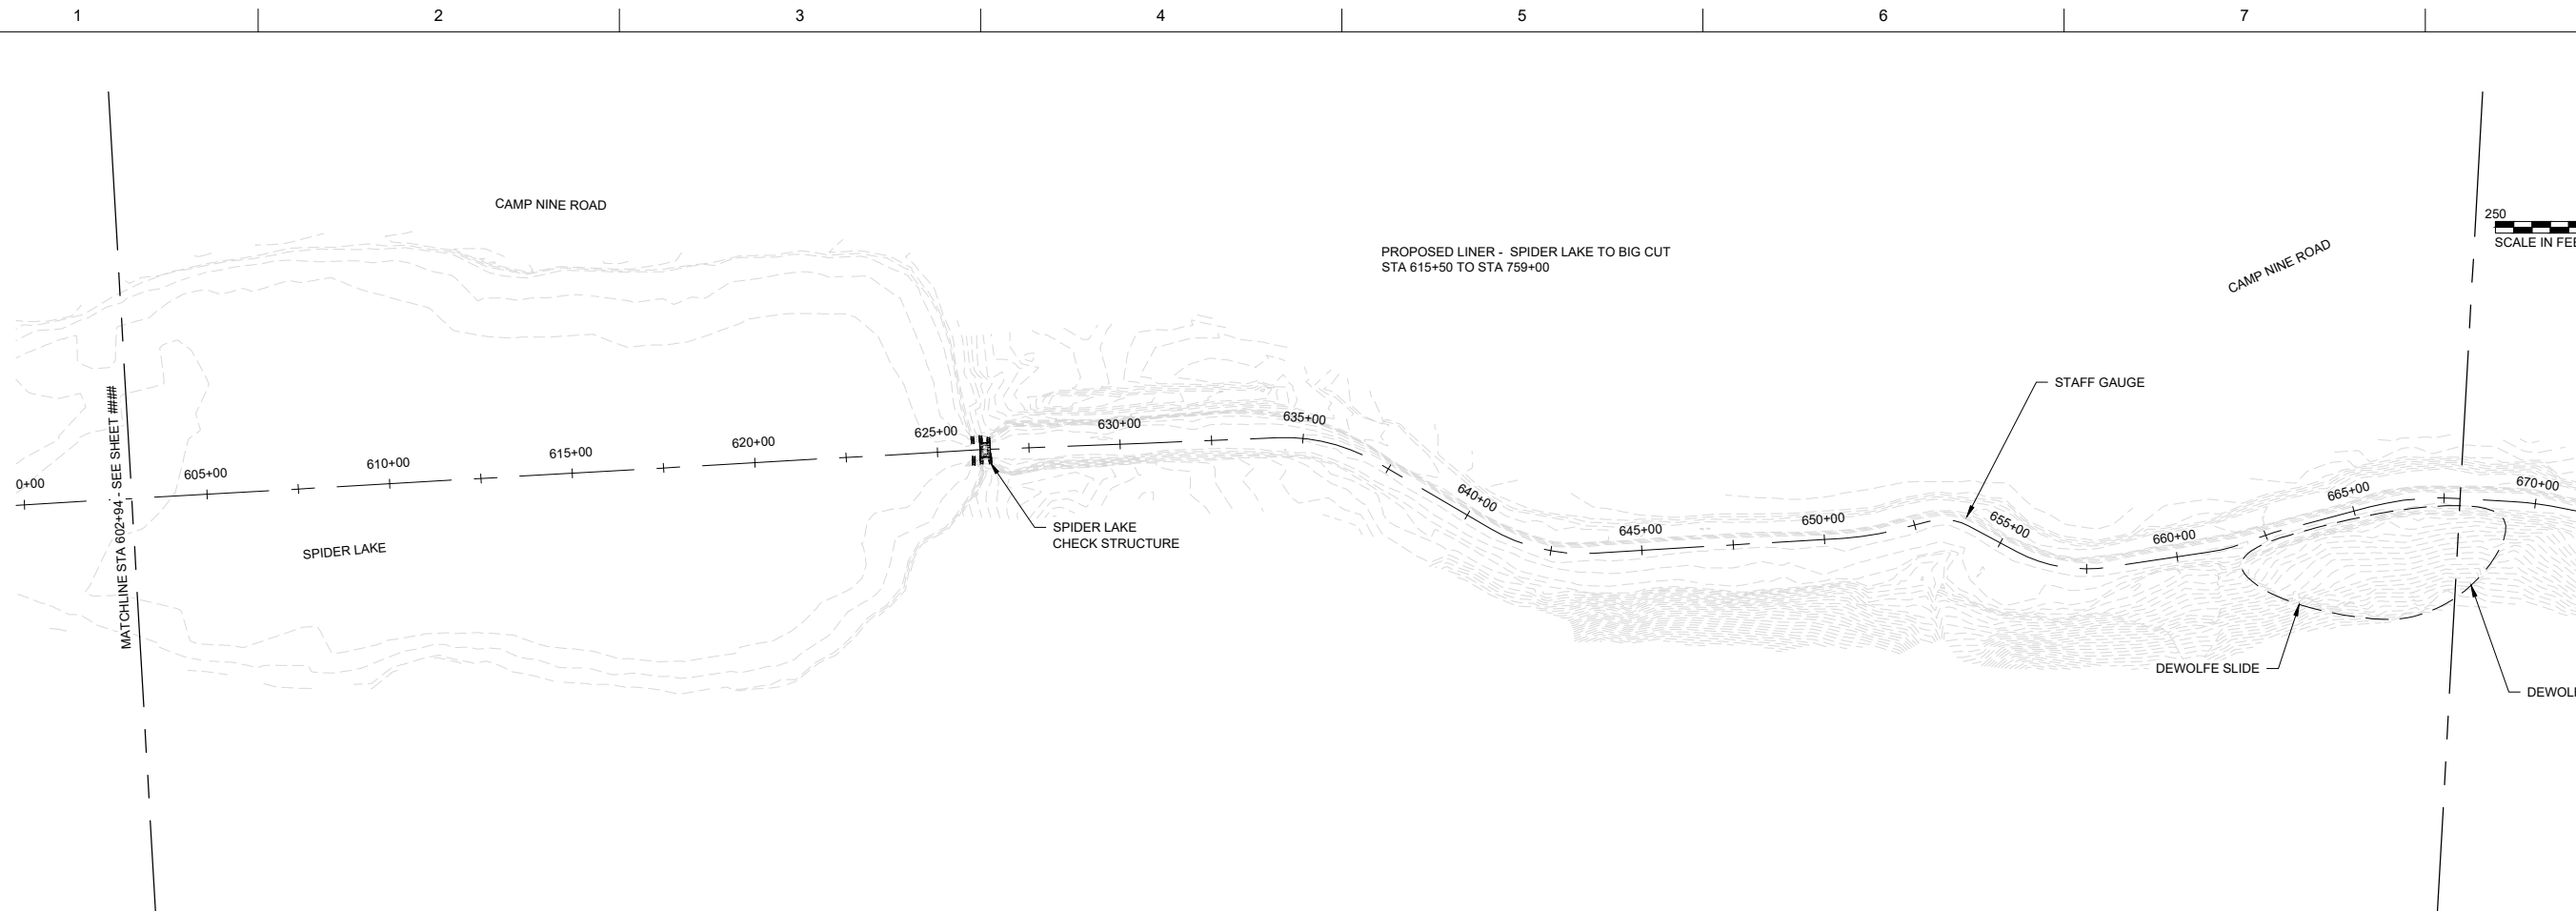 1 2 3 4 5 6 7
CAMP NINE ROAD
PROPOSED LINER - SPIDER LAKE TO BIG CUT
STA 615+50 TO STA 759+00
CAMP NINE ROAD
250
SCALE IN FEE
STAFF GAUGE
MATCHLINE STA 602+94 - SEE SHEET ####
0+00 605+00 610+00 615+00 620+00 625+00 630+00 635+00 640+00 645+00 650+00 655+00 660+00 665+00 670+00
SPIDER LAKE
SPIDER LAKE
CHECK STRUCTURE
DEWOLFE SLIDE
DEWOL